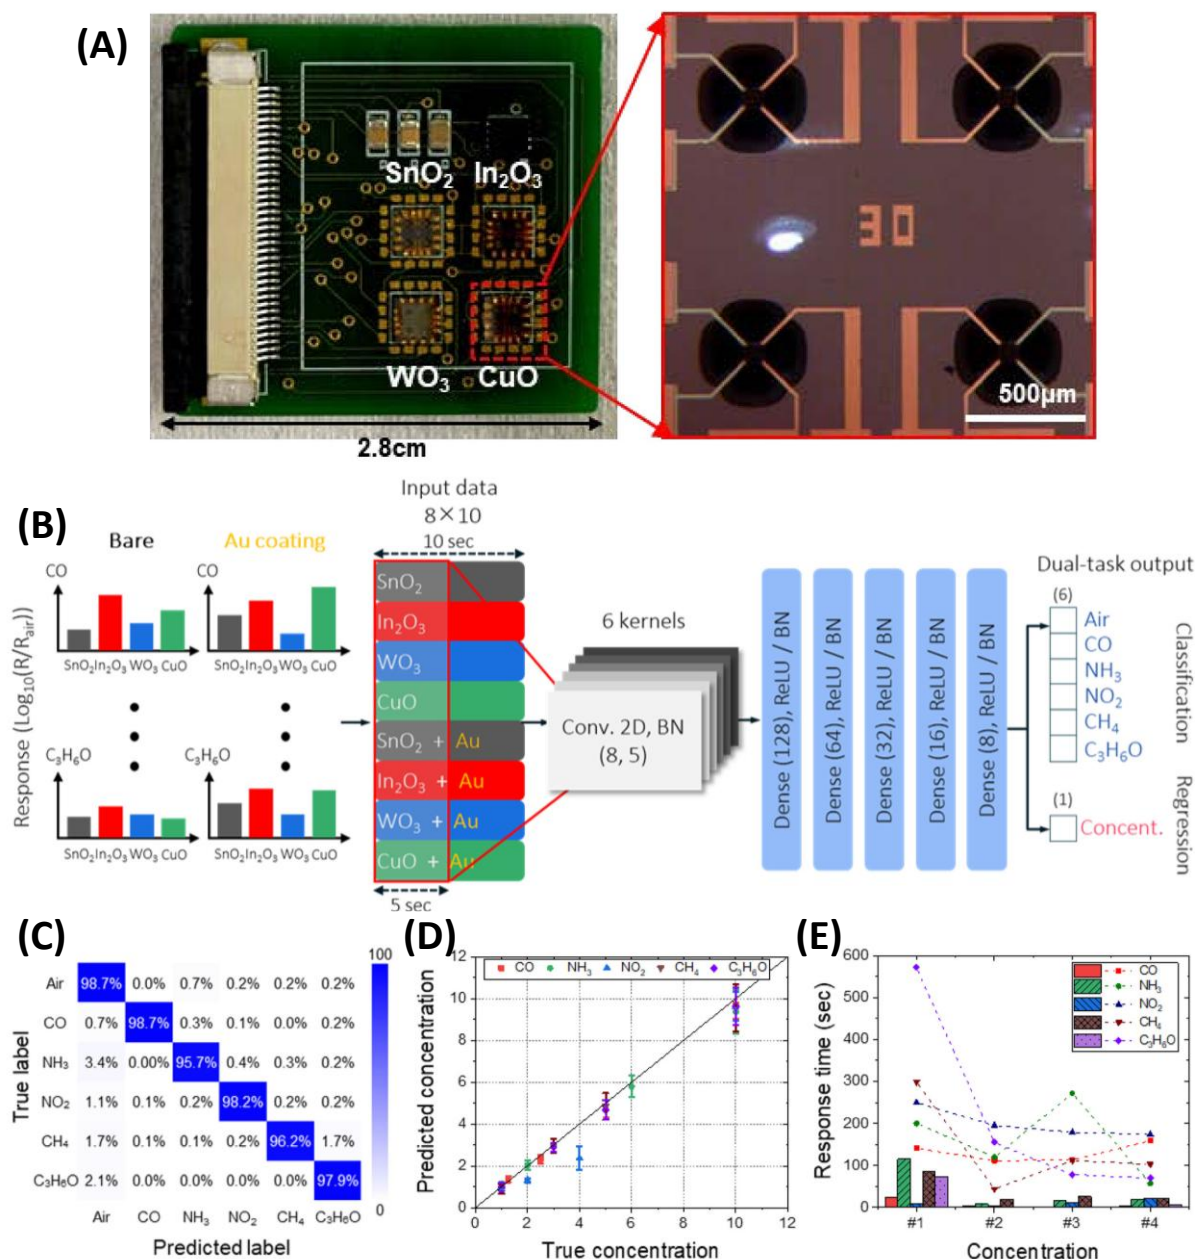 (A)
SnO₂ In₂O₃
WO₃ CuO
2.8cm
30
500μm
(B)
Bare
Au coating
Response (Log₁₀(R/Rair))
CO
SnO₂ In₂O₃ WO₃ CuO
CO
SnO₂ In₂O₃ WO₃ CuO
C₃H₆O
SnO₂ In₂O₃ WO₃ CuO
C₃H₆O
SnO₂ In₂O₃ WO₃ CuO
Input data
8×10
10 sec
SnO₂
In₂O₃
WO₃
CuO
SnO₂ + Au
In₂O₃ + Au
WO₃ + Au
CuO + Au
5 sec
6 kernels
Conv. 2D, BN
(8, 5)
Dense (128), ReLU / BN
Dense (64), ReLU / BN
Dense (32), ReLU / BN
Dense (16), ReLU / BN
Dense (8), ReLU / BN
Dual-task output
(6)
Air
CO
NH₃
NO₂
CH₄
C₃H₆O
Classification
(1)
Concent.
Regression
(C)
True label
Air 98.7% 0.0% 0.7% 0.2% 0.2% 0.2%
CO 0.7% 98.7% 0.3% 0.1% 0.0% 0.2%
NH₃ 3.4% 0.00% 95.7% 0.4% 0.3% 0.2%
NO₂ 1.1% 0.1% 0.2% 98.2% 0.2% 0.2%
CH₄ 1.7% 0.1% 0.1% 0.2% 96.2% 1.7%
C₃H₆O 2.1% 0.0% 0.0% 0.0% 0.0% 97.9%
Air CO NH₃ NO₂ CH₄ C₃H₆O
Predicted label
100
0
(D)
Predicted concentration
12
10
8
6
4
2
0
CO NH₃ NO₂ CH₄ C₃H₆O
0 2 4 6 8 10 12
True concentration
(E)
Response time (sec)
600
500
400
300
200
100
0
CO
NH₃
NO₂
CH₄
C₃H₆O
#1 #2 #3 #4
Concentration